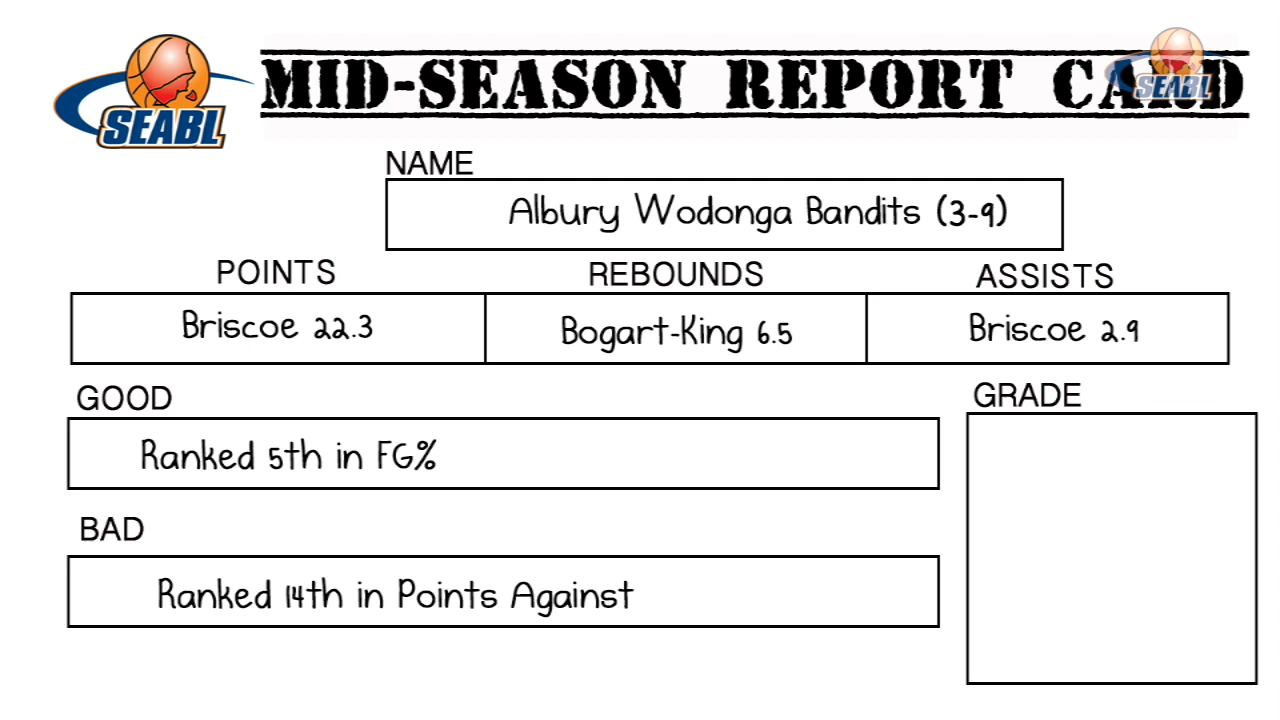 SEABL
MID-SEASON REPORT CARD
SEABL
NAME
Albury Wodonga Bandits (3-9)
POINTS REBOUNDS ASSISTS
Briscoe 22.3 Bogart-King 6.5 Briscoe 2.9
GOOD
Ranked 5th in FG%
GRADE
BAD
Ranked 14th in Points Against